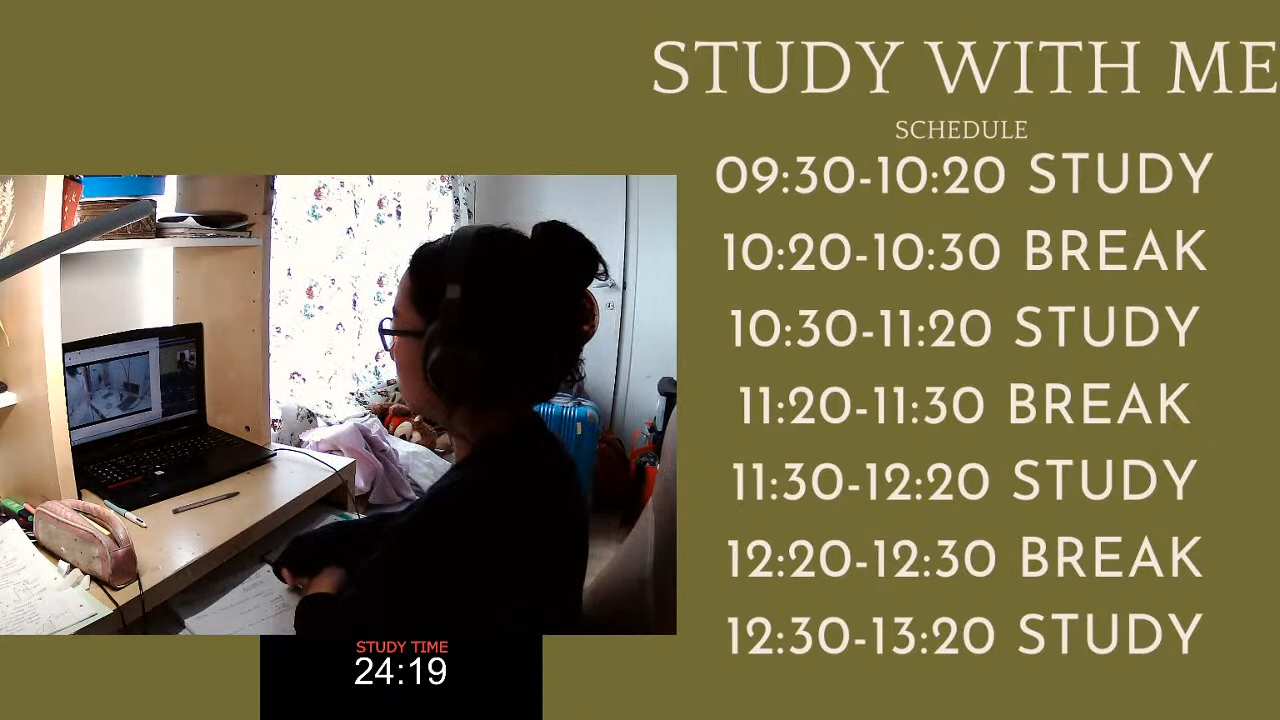 STUDY WITH ME
SCHEDULE
09:30-10:20 STUDY
10:20-10:30 BREAK
10:30-11:20 STUDY
11:20-11:30 BREAK
11:30-12:20 STUDY
12:20-12:30 BREAK
12:30-13:20 STUDY
STUDY TIME
24:19